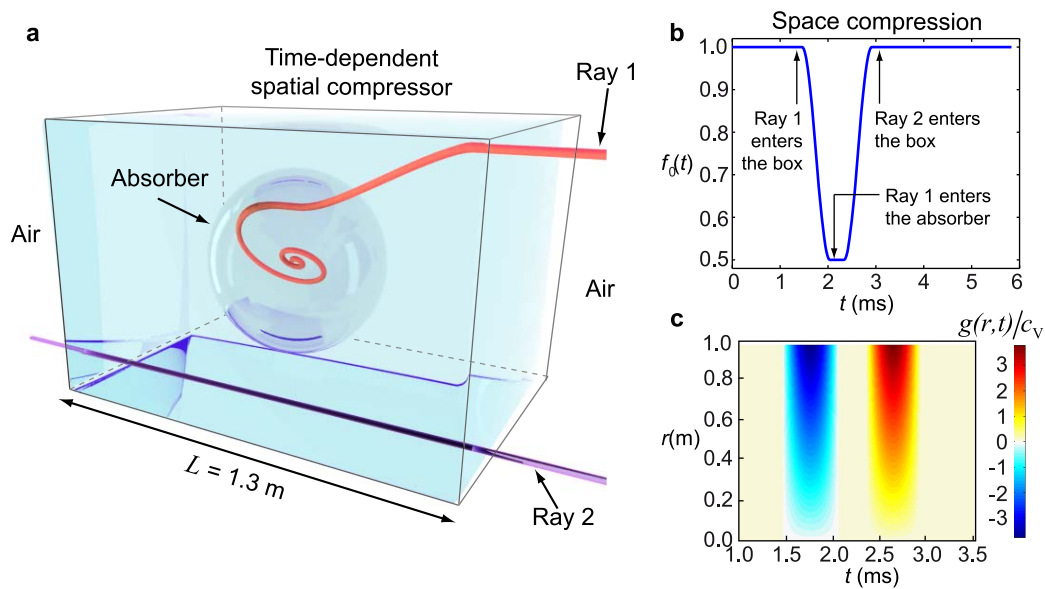 a
Time-dependent
spatial compressor
Ray 1
Absorber
Air
Air
L = 1.3 m
Ray 2
b
Space compression
f₀(t)
1.0
0.9
0.8
0.7
0.6
0.5
Ray 1
enters
the box
Ray 2 enters
the box
Ray 1 enters
the absorber
0 1 2 3 4 5 6
t (ms)
c
g(r,t)/cᵥ
r(m)
1.0
0.8
0.6
0.4
0.2
0.0
1.0 1.5 2.0 2.5 3.0 3.5
t (ms)
3
2
1
0
-1
-2
-3